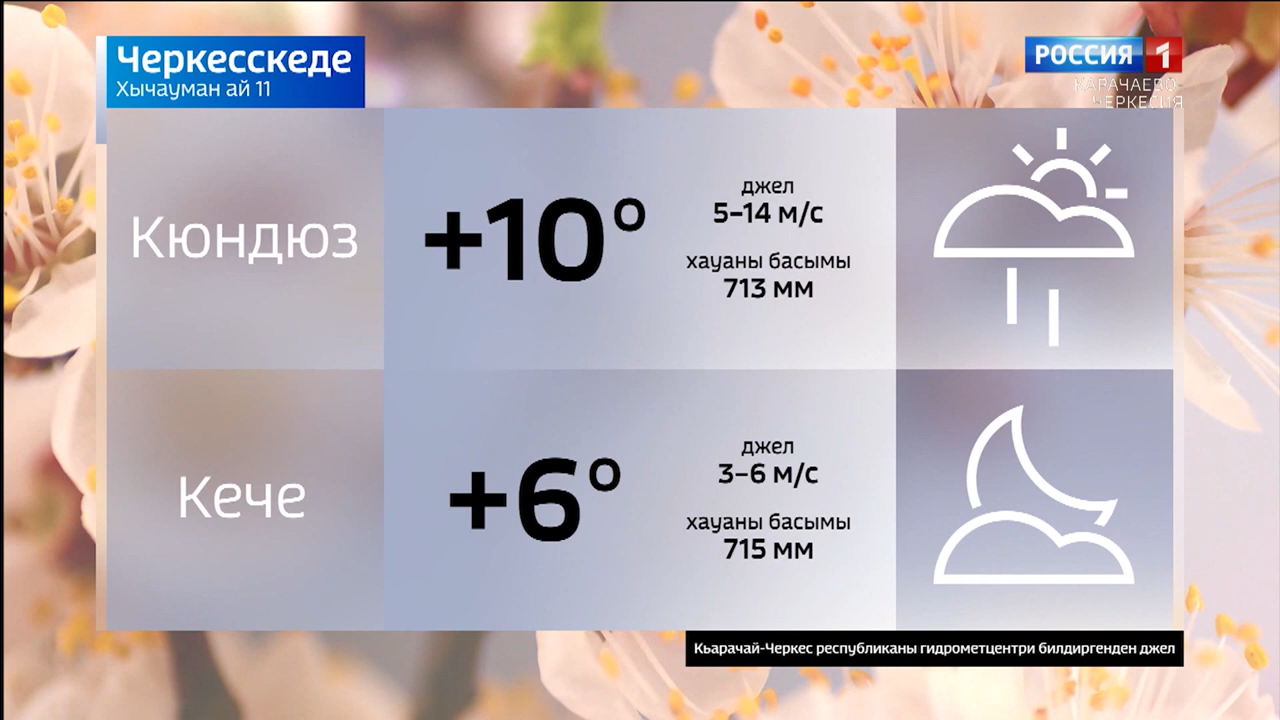 Черкесскеде
Хычауман ай 11
РОССИЯ 1
КАРАЧАЕВО-
ЧЕРКЕСИЯ
Кюндюз
+10°
джел
5-14 м/с
хауаны басымы
713 мм
Кече
+6°
джел
3-6 м/с
хауаны басымы
715 мм
Кьарачай-Черкес республиканы гидрометцентри билдиргенден джел